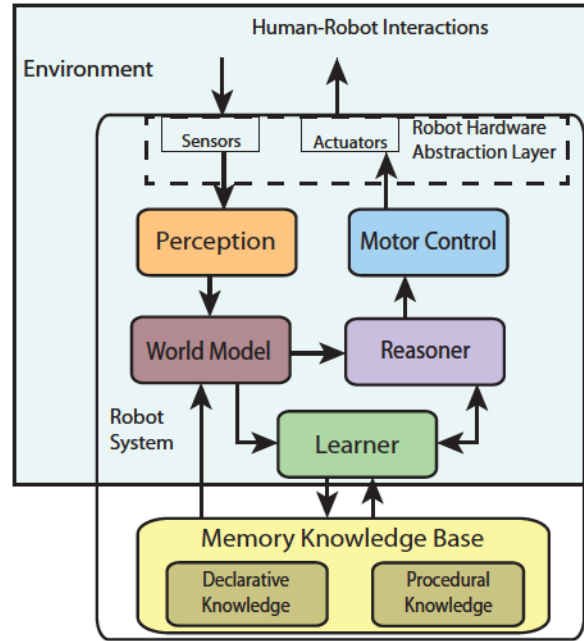 Human-Robot Interactions
Environment
Sensors
Actuators
Robot Hardware
Abstraction Layer
Perception
Motor Control
World Model
Reasoner
Robot
System
Learner
Memory Knowledge Base
Declarative
Knowledge
Procedural
Knowledge